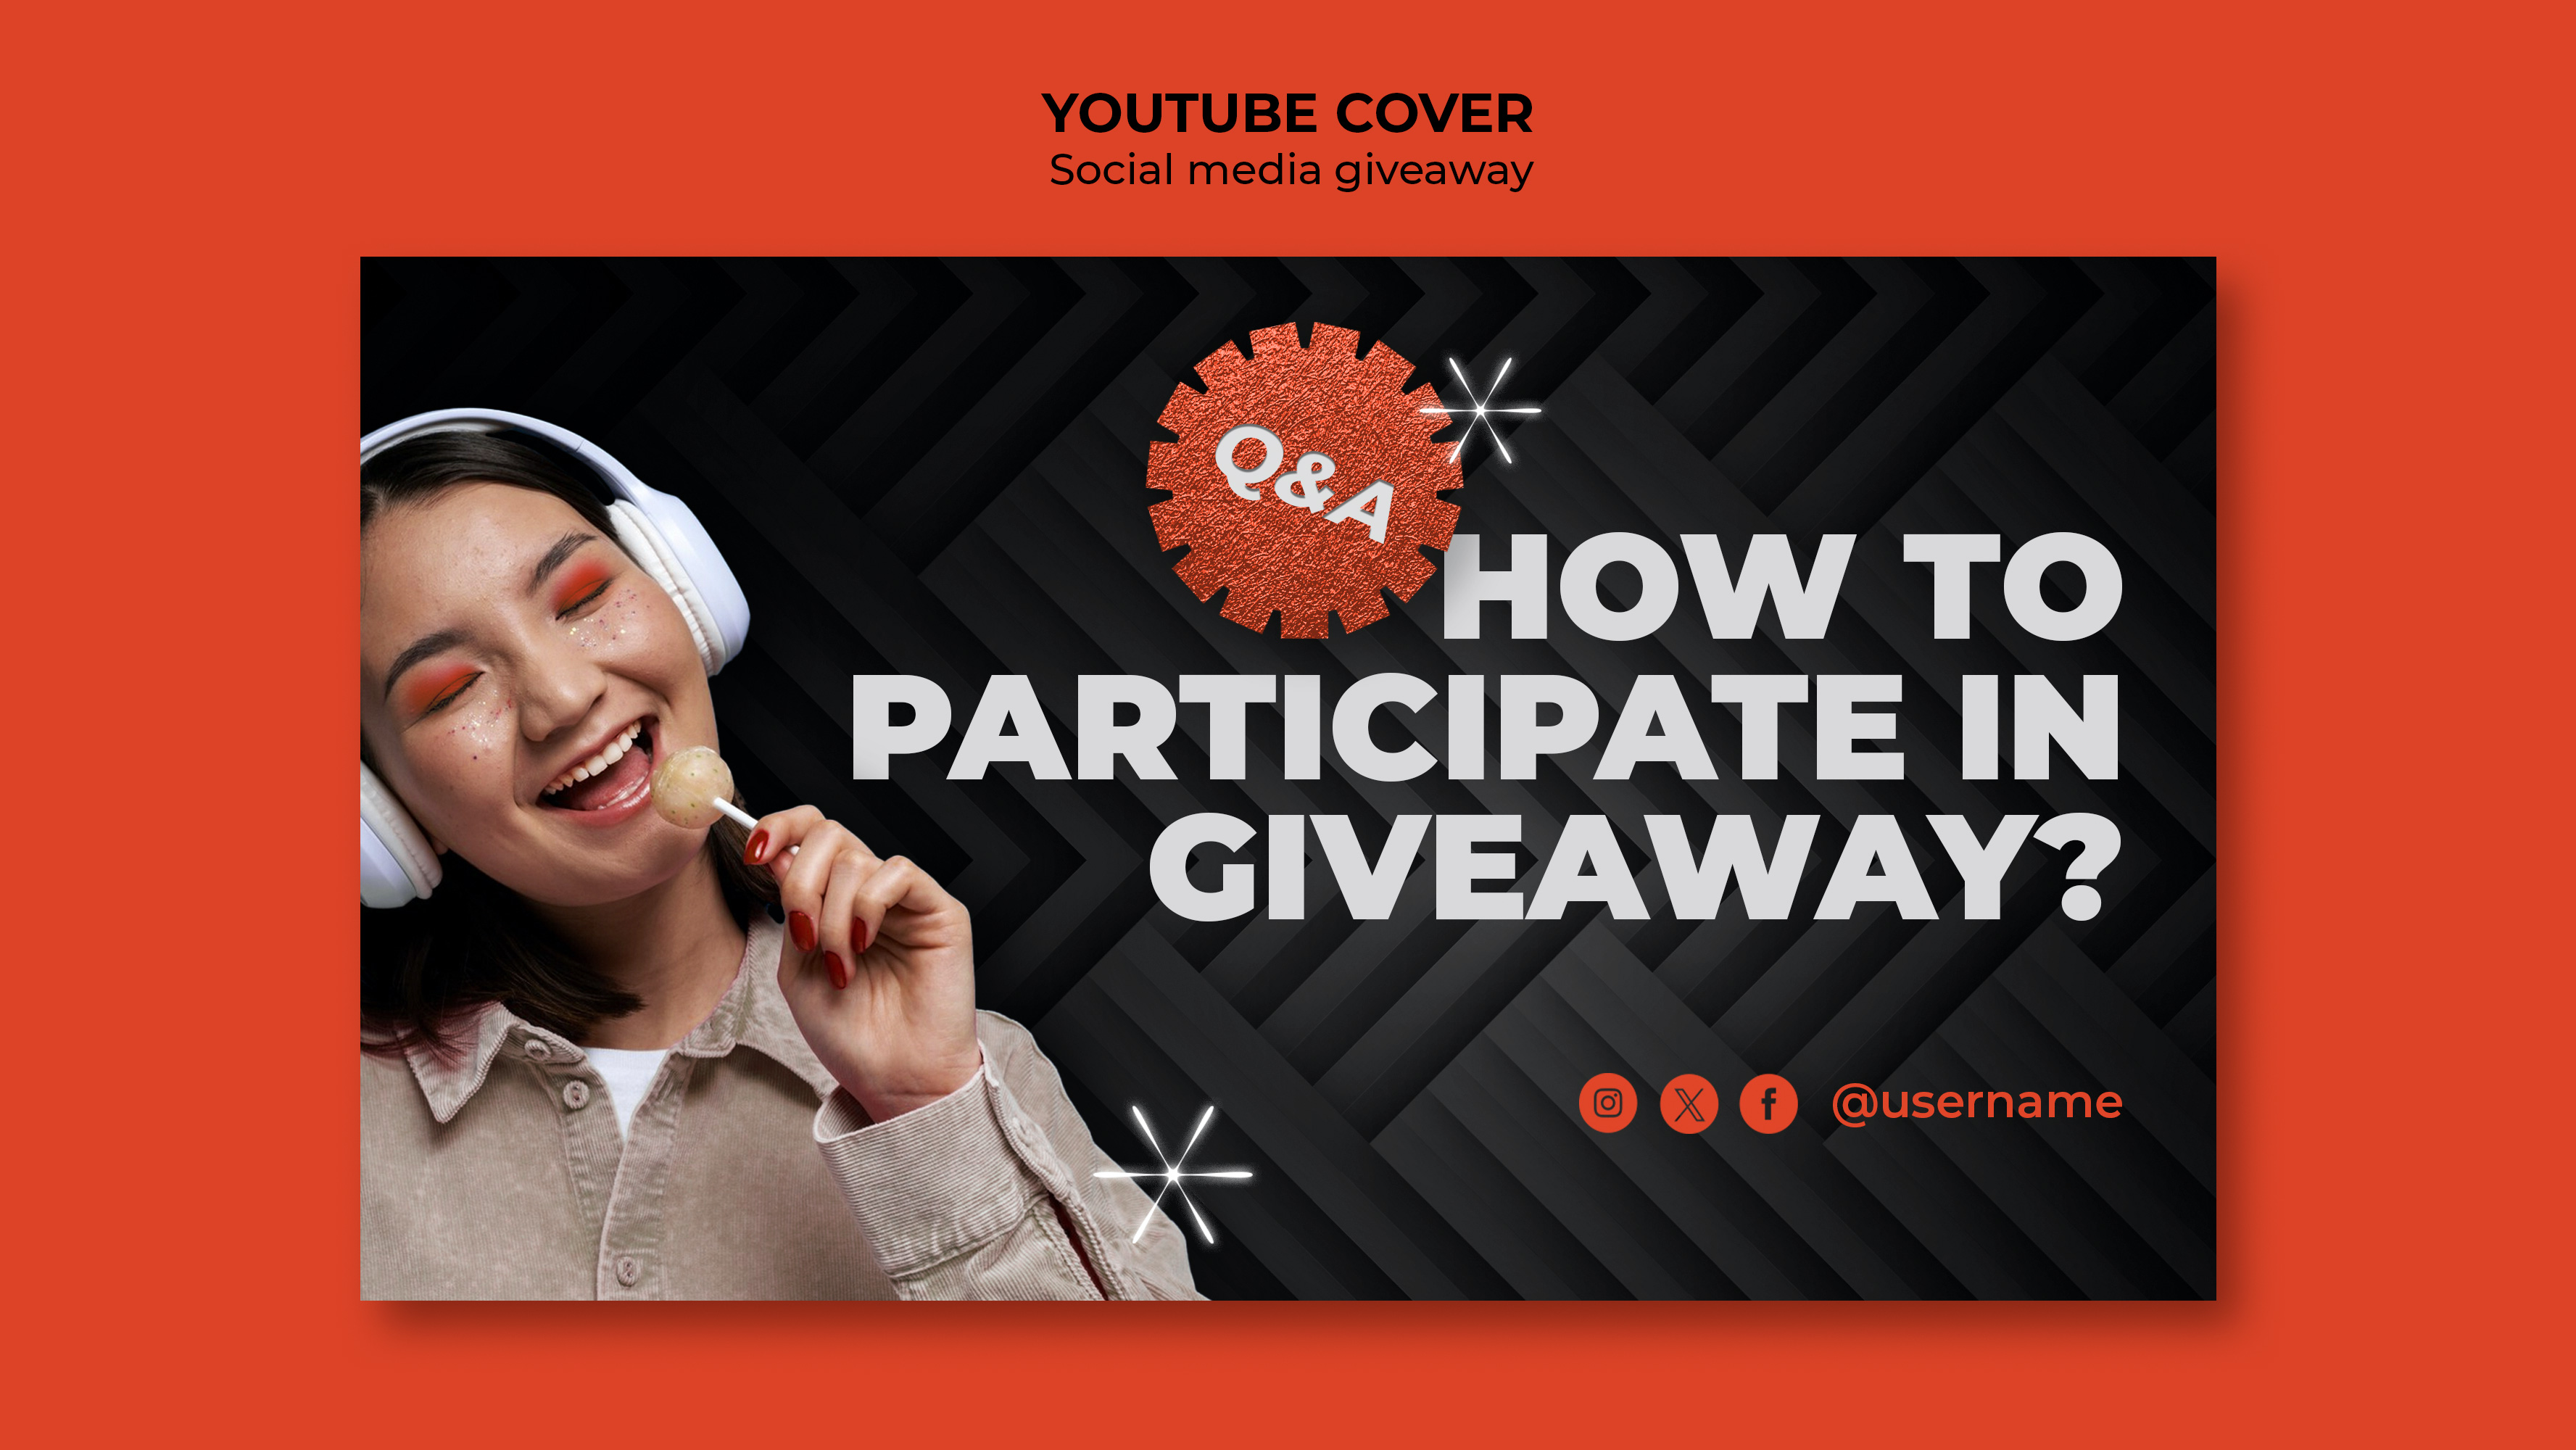 YOUTUBE COVER
Social media giveaway
Q&A
HOW TO
PARTICIPATE IN
GIVEAWAY?
@username